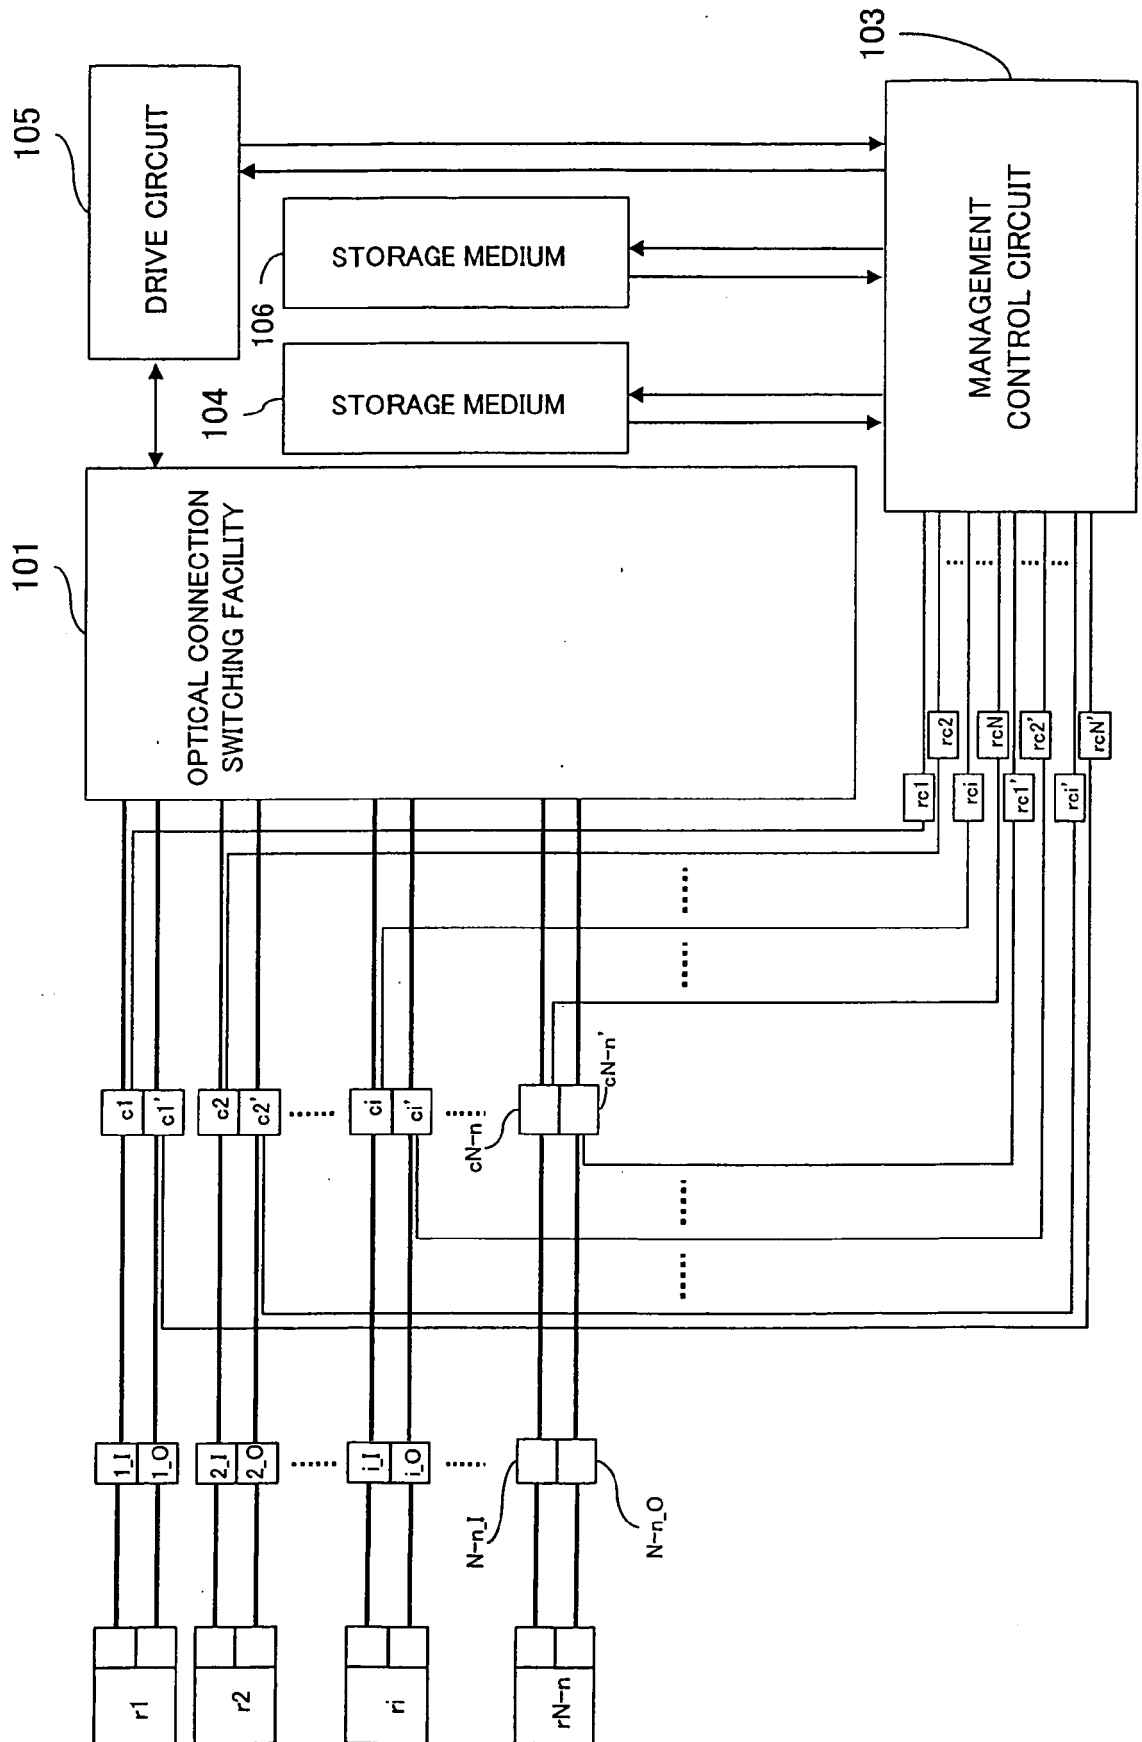 101
OPTICAL CONNECTION
SWITCHING FACILITY
105
DRIVE CIRCUIT
104
STORAGE MEDIUM
106
STORAGE MEDIUM
103
MANAGEMENT
CONTROL CIRCUIT
r1
1_I
1_O
c1
c1'
r2
2_I
2_O
c2
c2'
ri
i_I
i_O
ci
ci'
rN-n
N-n_I
N-n_O
cN-n
cN-n'
rc1
rc2
rci
rcN
rc1'
rc2'
rci'
rcN'